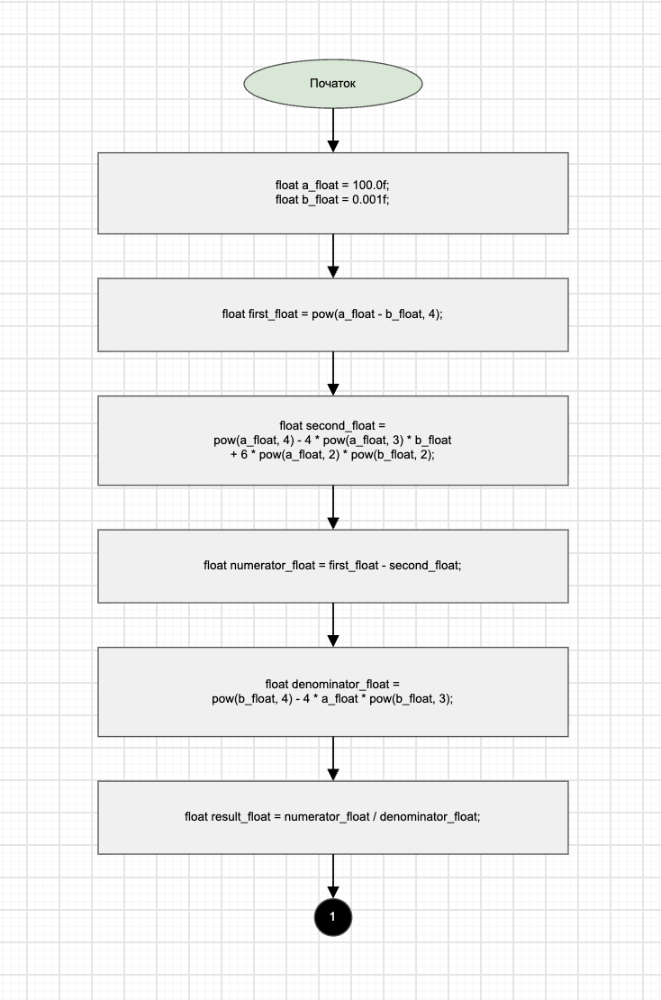 Початок
float a_float = 100.0f;
float b_float = 0.001f;
float first_float = pow(a_float - b_float, 4);
float second_float =
pow(a_float, 4) - 4 * pow(a_float, 3) * b_float
+ 6 * pow(a_float, 2) * pow(b_float, 2);
float numerator_float = first_float - second_float;
float denominator_float =
pow(b_float, 4) - 4 * a_float * pow(b_float, 3);
float result_float = numerator_float / denominator_float;
1